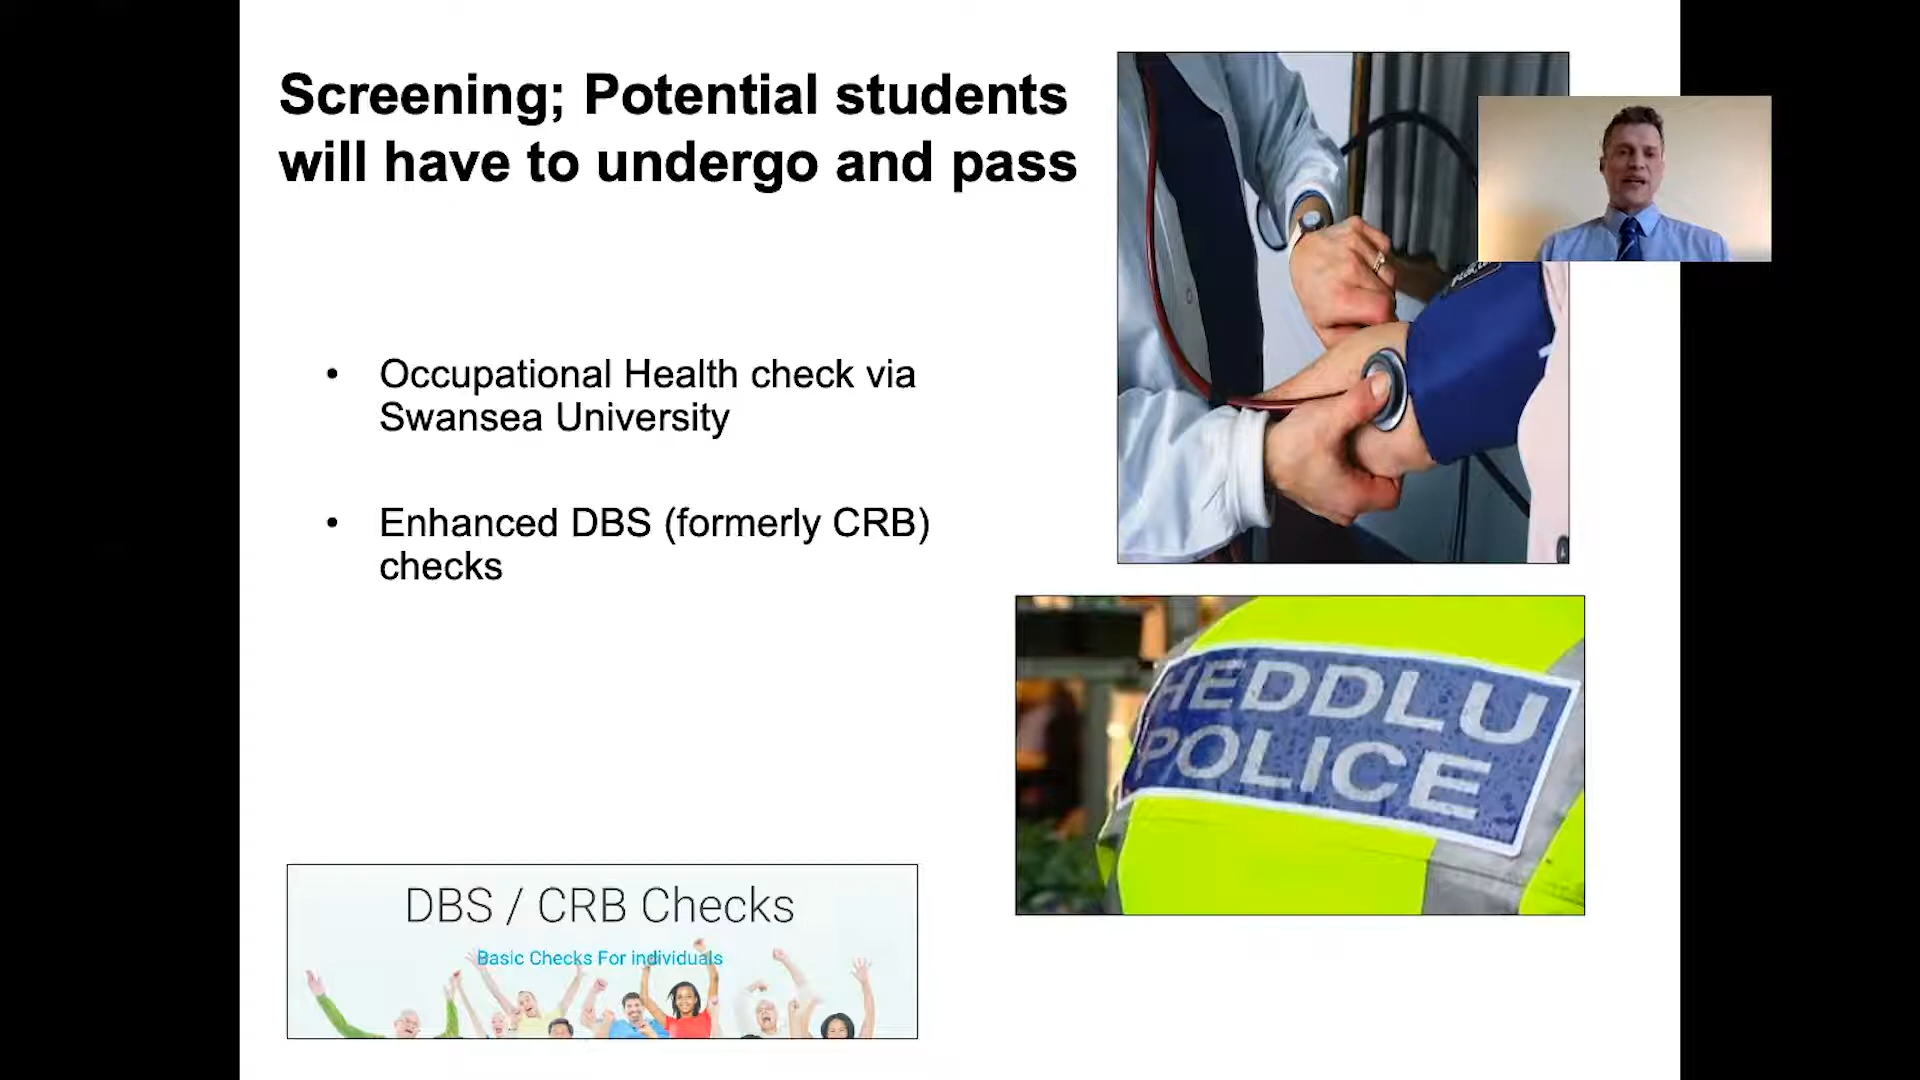 Screening; Potential students
will have to undergo and pass
• Occupational Health check via
Swansea University
• Enhanced DBS (formerly CRB)
checks
HEDDLU
POLICE
DBS / CRB Checks
Basic Checks For individuals